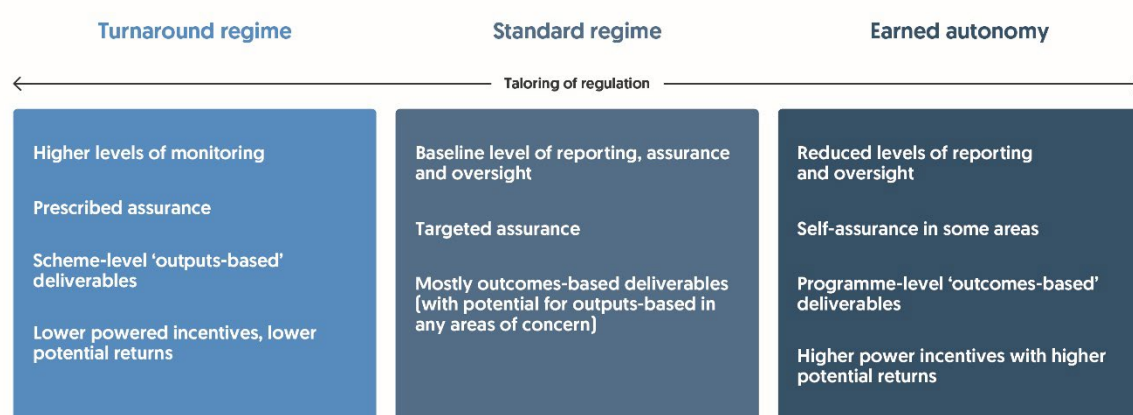 Turnaround regime
Standard regime
Earned autonomy
Taloring of regulation
Higher levels of monitoring
Prescribed assurance
Scheme-level ‘outputs-based’
deliverables
Lower powered incentives, lower
potential returns
Baseline level of reporting, assurance
and oversight
Targeted assurance
Mostly outcomes-based deliverables
(with potential for outputs-based in
any areas of concern)
Reduced levels of reporting
and oversight
Self-assurance in some areas
Programme-level ‘outcomes-based’
deliverables
Higher power incentives with higher
potential returns